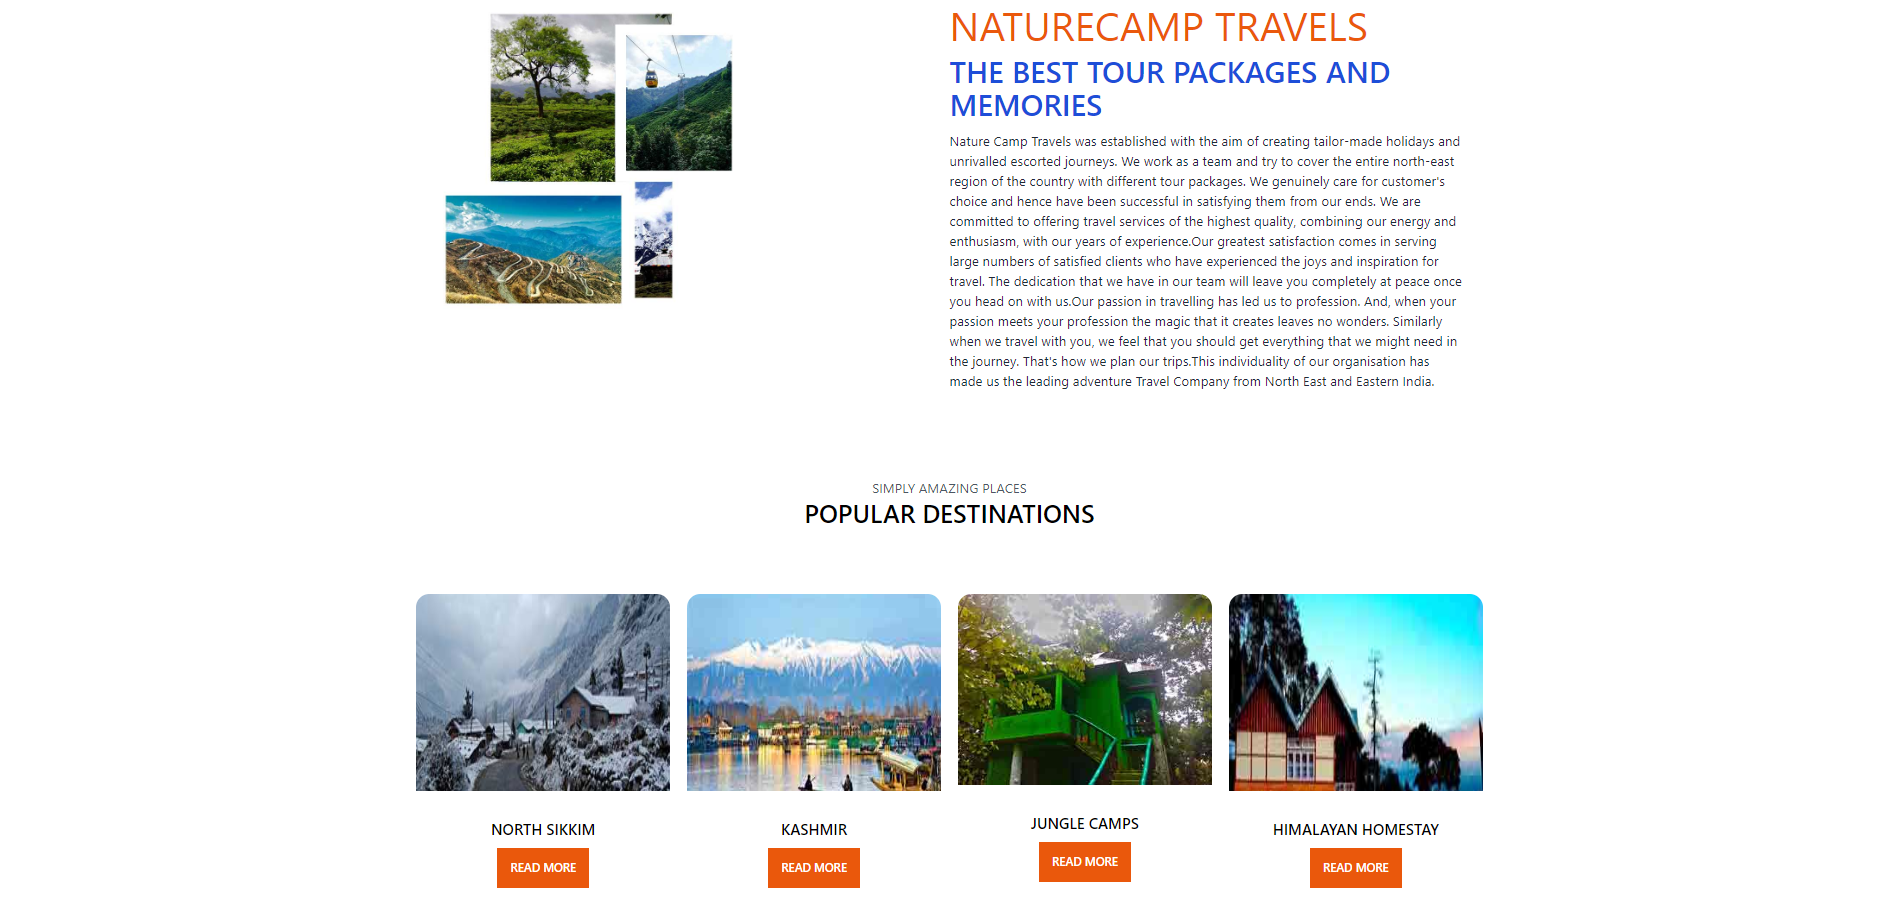 NATURECAMP TRAVELS
THE BEST TOUR PACKAGES AND
MEMORIES
Nature Camp Travels was established with the aim of creating tailor-made holidays and
unrivalled escorted journeys. We work as a team and try to cover the entire north-east
region of the country with different tour packages. We genuinely care for customer's
choice and hence have been successful in satisfying them from our ends. We are
committed to offering travel services of the highest quality, combining our energy and
enthusiasm, with our years of experience.Our greatest satisfaction comes in serving
large numbers of satisfied clients who have experienced the joys and inspiration for
travel. The dedication that we have in our team will leave you completely at peace once
you head on with us.Our passion in travelling has led us to profession. And, when your
passion meets your profession the magic that it creates leaves no wonders. Similarly
when we travel with you, we feel that you should get everything that we might need in
the journey. That's how we plan our trips.This individuality of our organisation has
made us the leading adventure Travel Company from North East and Eastern India.
SIMPLY AMAZING PLACES
POPULAR DESTINATIONS
NORTH SIKKIM
READ MORE
KASHMIR
READ MORE
JUNGLE CAMPS
READ MORE
HIMALAYAN HOMESTAY
READ MORE